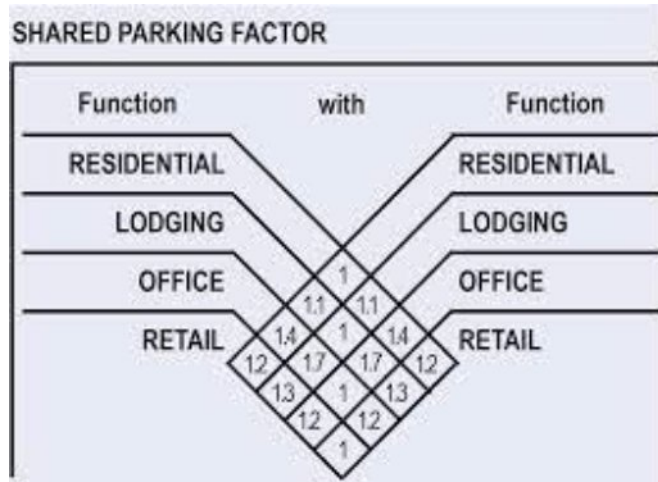 SHARED PARKING FACTOR
Function with Function
RESIDENTIAL RESIDENTIAL
LODGING LODGING
1
OFFICE OFFICE
1.1 1.1
1.4 1 1.4
RETAIL RETAIL
1.2 1.7 1.7 1.2
1.3 1 1.3
1.2 1.2
1